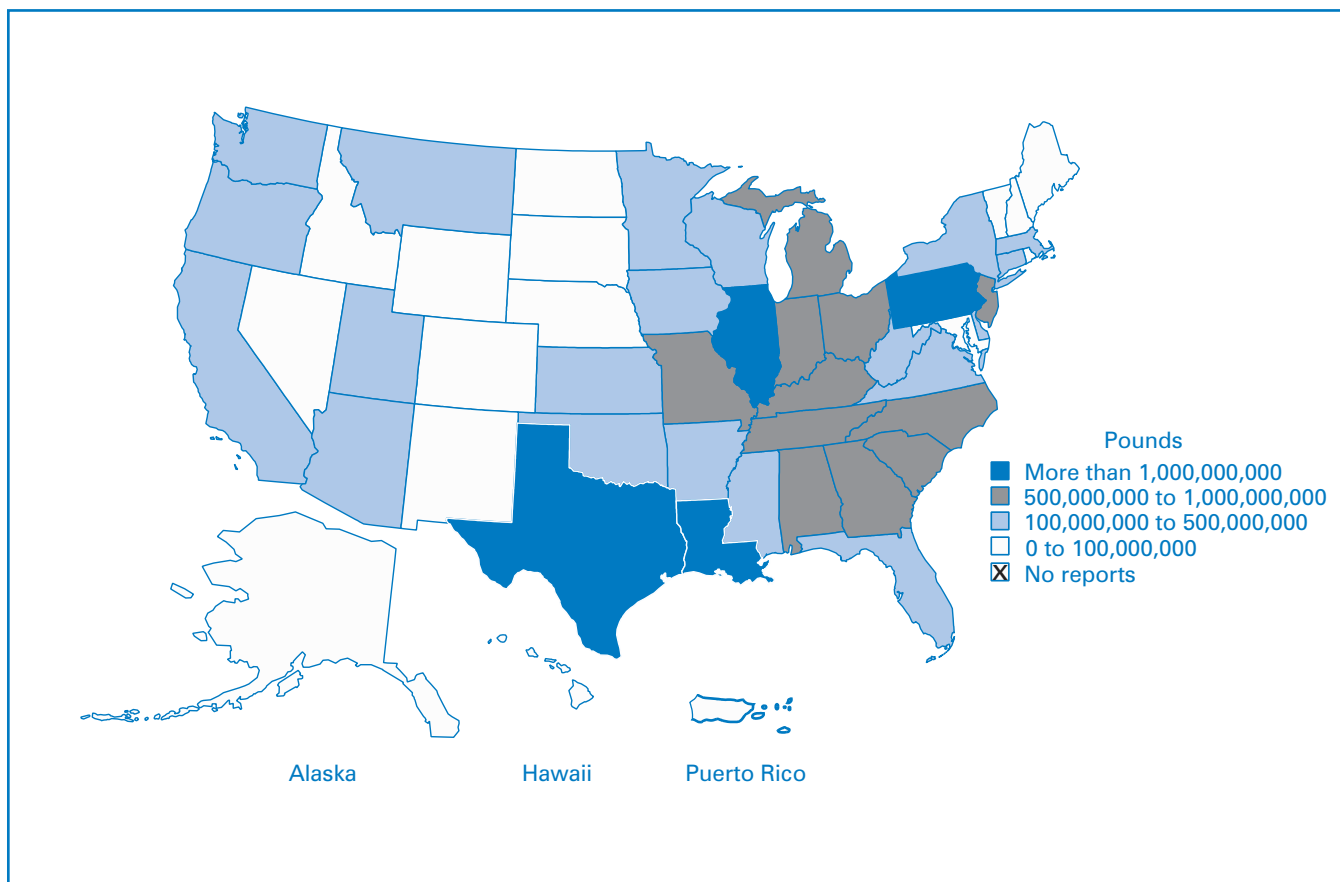 Pounds
More than 1,000,000,000
500,000,000 to 1,000,000,000
100,000,000 to 500,000,000
0 to 100,000,000
X No reports
Alaska Hawaii Puerto Rico